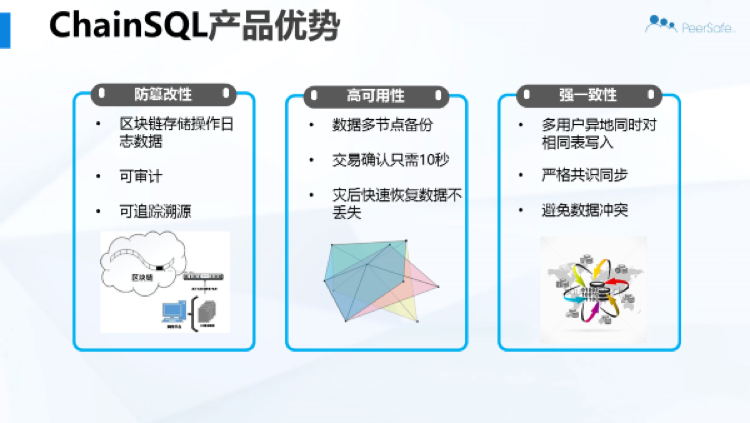 ChainSQL产品优势
PeerSafe
防篡改性
• 区块链存储操作日
志数据
• 可审计
• 可追踪溯源
区块链
高可用性
• 数据多节点备份
• 交易确认只需10秒
• 灾后快速恢复数据不
丢失
强一致性
• 多用户异地同时对
相同表写入
• 严格共识同步
• 避免数据冲突